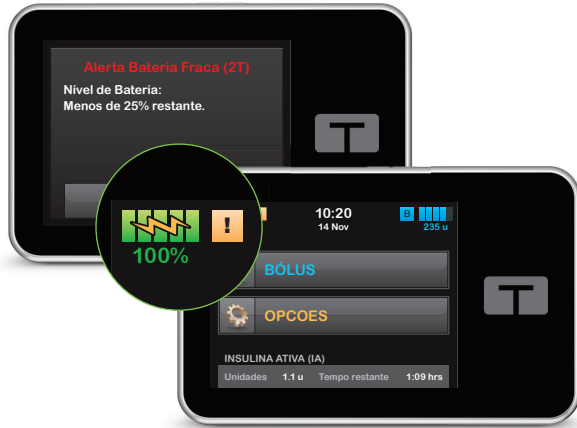 Alerta Bateria Fraca (2T)
Nível de Bateria:
Menos de 25% restante.
T
!
100%
10:20
14 Nov
B
235 u
BÓLUS
OPCOES
INSULINA ATIVA (IA)
Unidades 1.1 u Tempo restante 1:09 hrs
T